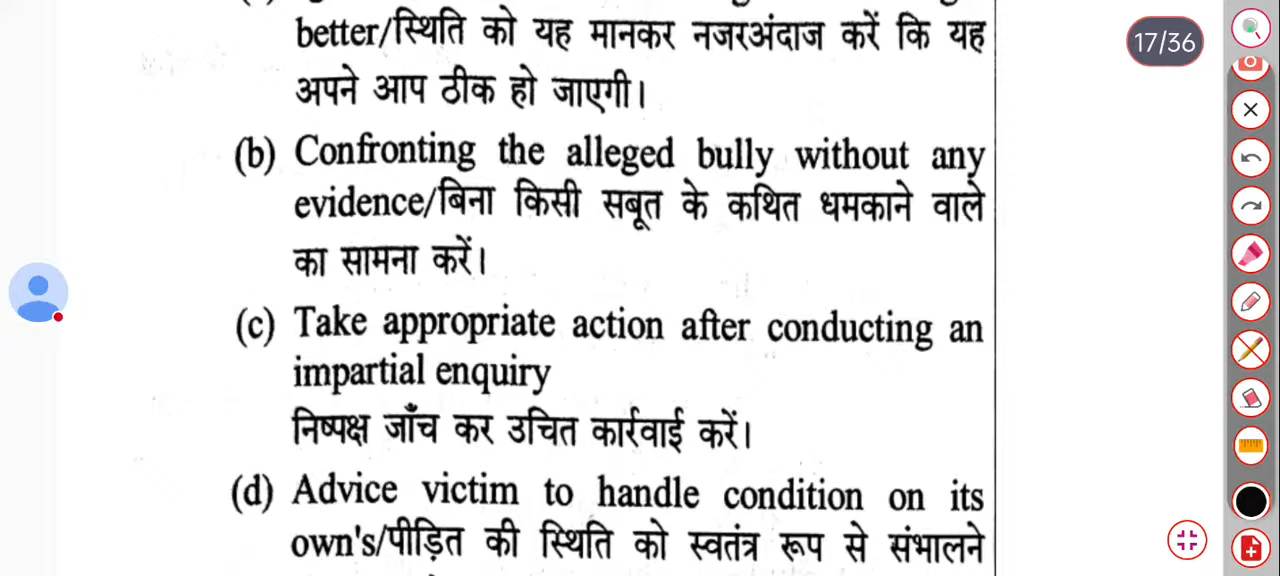 better/स्थिति को यह मानकर नजरअंदाज करें कि यह
अपने आप ठीक हो जाएगी।
(b) Confronting the alleged bully without any
evidence/बिना किसी सबूत के कथित धमकाने वाले
का सामना करें।
(c) Take appropriate action after conducting an
impartial enquiry
निष्पक्ष जाँच कर उचित कार्रवाई करें।
(d) Advice victim to handle condition on its
own's/पीड़ित की स्थिति को स्वतंत्र रूप से संभालने
17/36